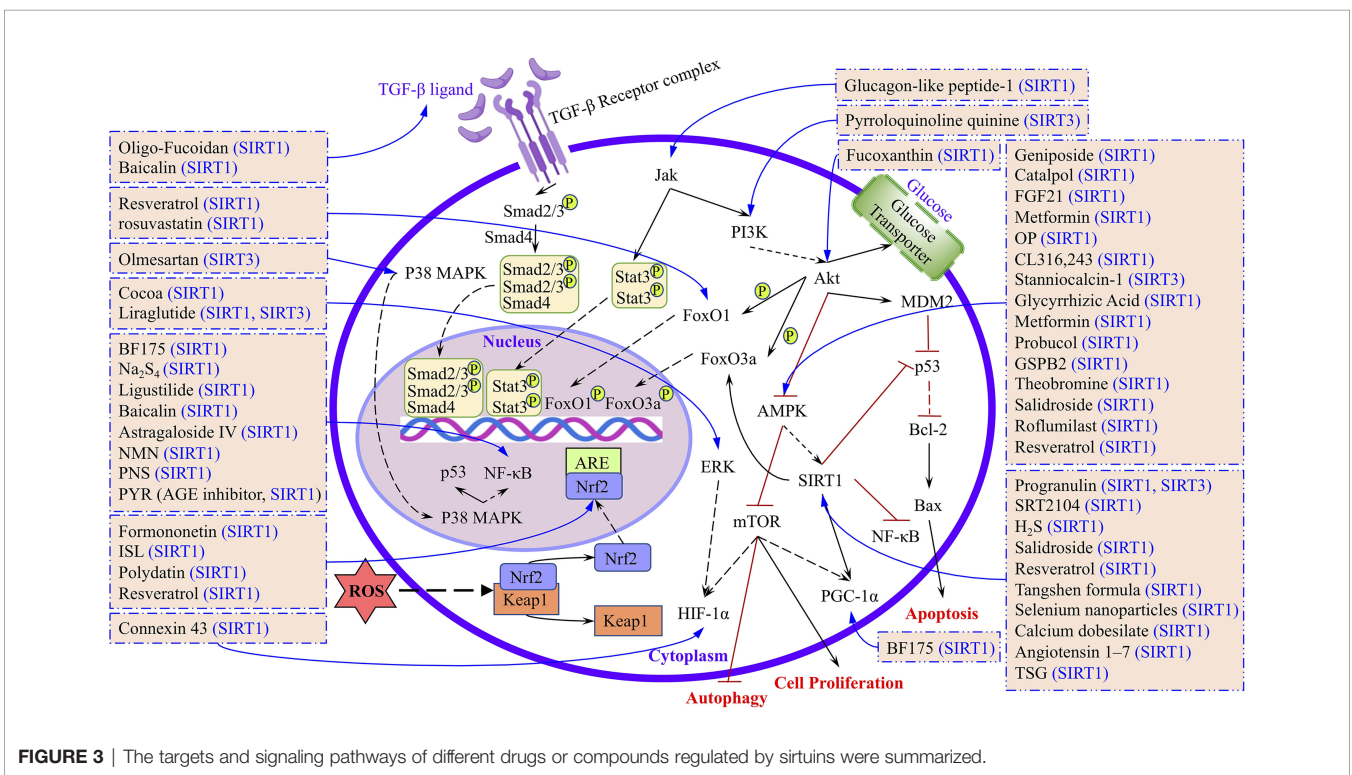 TGF-β ligand
TGF-β Receptor complex
Oligo-Fucoidan (SIRT1)
Baicalin (SIRT1)
Resveratrol (SIRT1)
rosuvastatin (SIRT1)
Olmesartan (SIRT3)
Cocoa (SIRT1)
Liraglutide (SIRT1, SIRT3)
BF175 (SIRT1)
Na₂S₄ (SIRT1)
Ligustilide (SIRT1)
Baicalin (SIRT1)
Astragaloside IV (SIRT1)
NMN (SIRT1)
PNS (SIRT1)
PYR (AGE inhibitor, SIRT1)
Formononetin (SIRT1)
ISL (SIRT1)
Polydatin (SIRT1)
Resveratrol (SIRT1)
ROS
Connexin 43 (SIRT1)
Smad2/3 P
Smad4
P38 MAPK
Smad2/3 P
Smad2/3 P
Smad4
Jak
Stat3 P
Stat3 P
PI3K
Akt
P
P
FoxO1
FoxO3a
MDM2
p53
Bcl-2
Bax
Apoptosis
AMPK
SIRT1
NF-κB
mTOR
ERK
HIF-1α
PGC-1α
Nucleus
Smad2/3 P
Smad2/3 P
Smad4
Stat3 P
Stat3 P
FoxO1 P
FoxO3a P
p53
NF-κB
P38 MAPK
ARE
Nrf2
Nrf2
Nrf2
Keap1
Keap1
Cytoplasm
Autophagy
Cell Proliferation
Glucose
Glucose
Transporter
Glucagon-like peptide-1 (SIRT1)
Pyrroloquinoline quinine (SIRT3)
Fucoxanthin (SIRT1)
Geniposide (SIRT1)
Catalpol (SIRT1)
FGF21 (SIRT1)
Metformin (SIRT1)
OP (SIRT1)
CL316,243 (SIRT1)
Stanniocalcin-1 (SIRT3)
Glycyrrhizic Acid (SIRT1)
Metformin (SIRT1)
Probucol (SIRT1)
GSPB2 (SIRT1)
Theobromine (SIRT1)
Salidroside (SIRT1)
Roflumilast (SIRT1)
Resveratrol (SIRT1)
Progranulin (SIRT1, SIRT3)
SRT2104 (SIRT1)
H₂S (SIRT1)
Salidroside (SIRT1)
Resveratrol (SIRT1)
Tangshen formula (SIRT1)
Selenium nanoparticles (SIRT1)
Calcium dobesilate (SIRT1)
Angiotensin 1–7 (SIRT1)
TSG (SIRT1)
BF175 (SIRT1)
FIGURE 3 | The targets and signaling pathways of different drugs or compounds regulated by sirtuins were summarized.